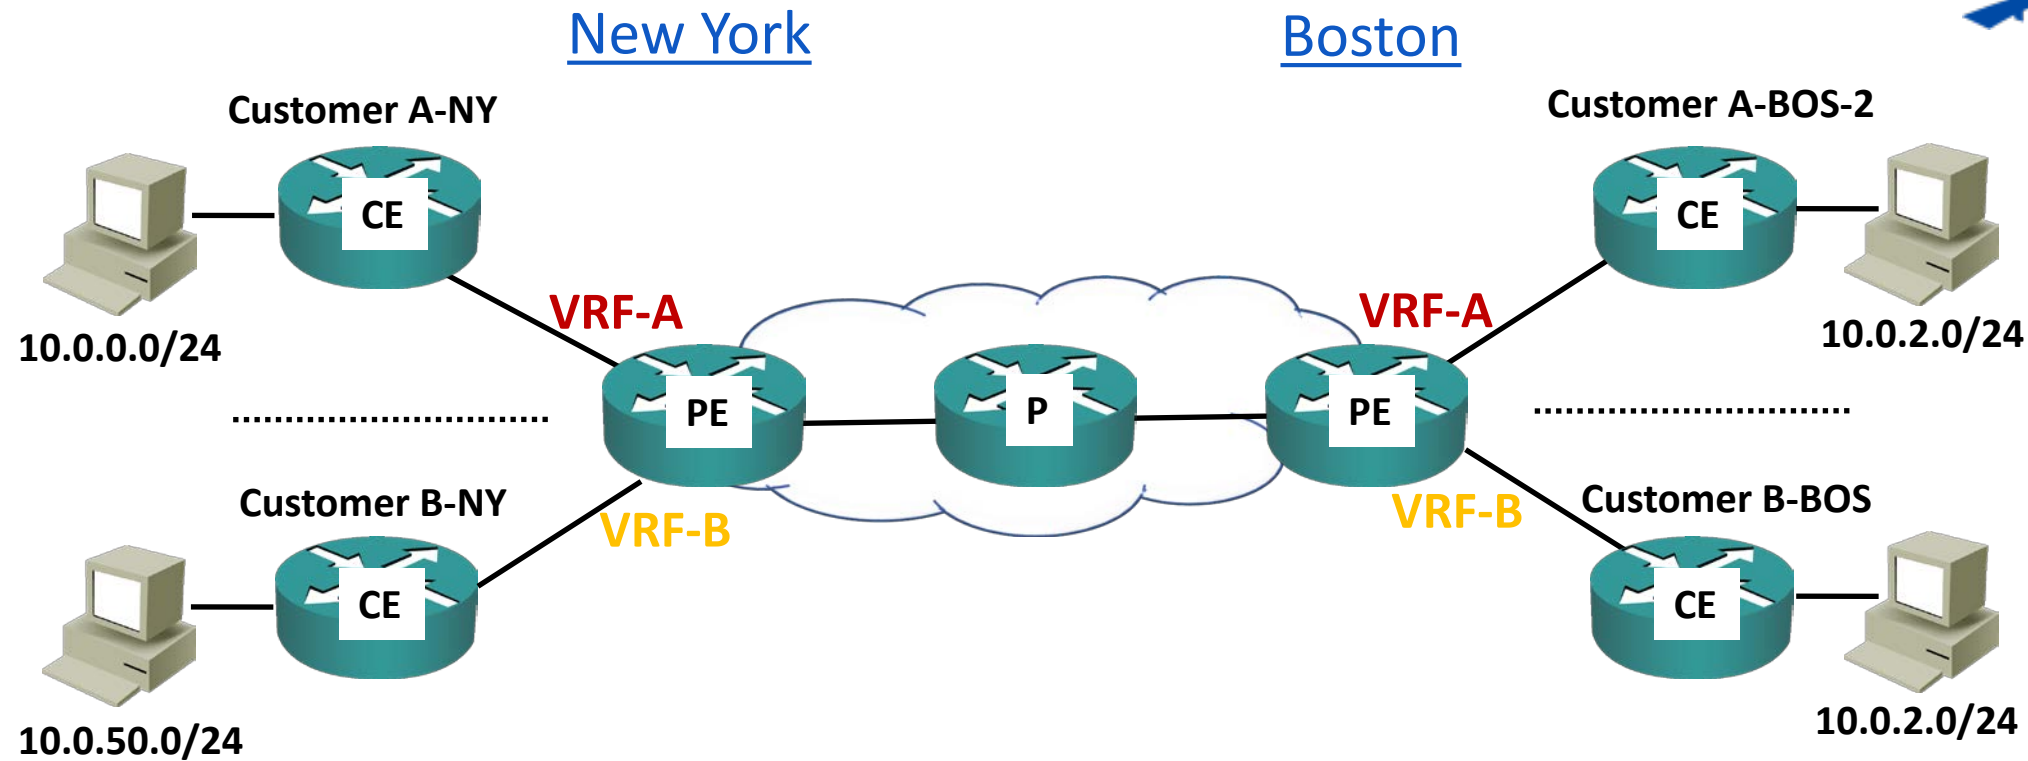 New York
Boston
Customer A-NY
Customer A-BOS-2
CE
CE
VRF-A
VRF-A
10.0.0.0/24
10.0.2.0/24
PE
P
PE
Customer B-NY
Customer B-BOS
VRF-B
VRF-B
CE
CE
10.0.50.0/24
10.0.2.0/24